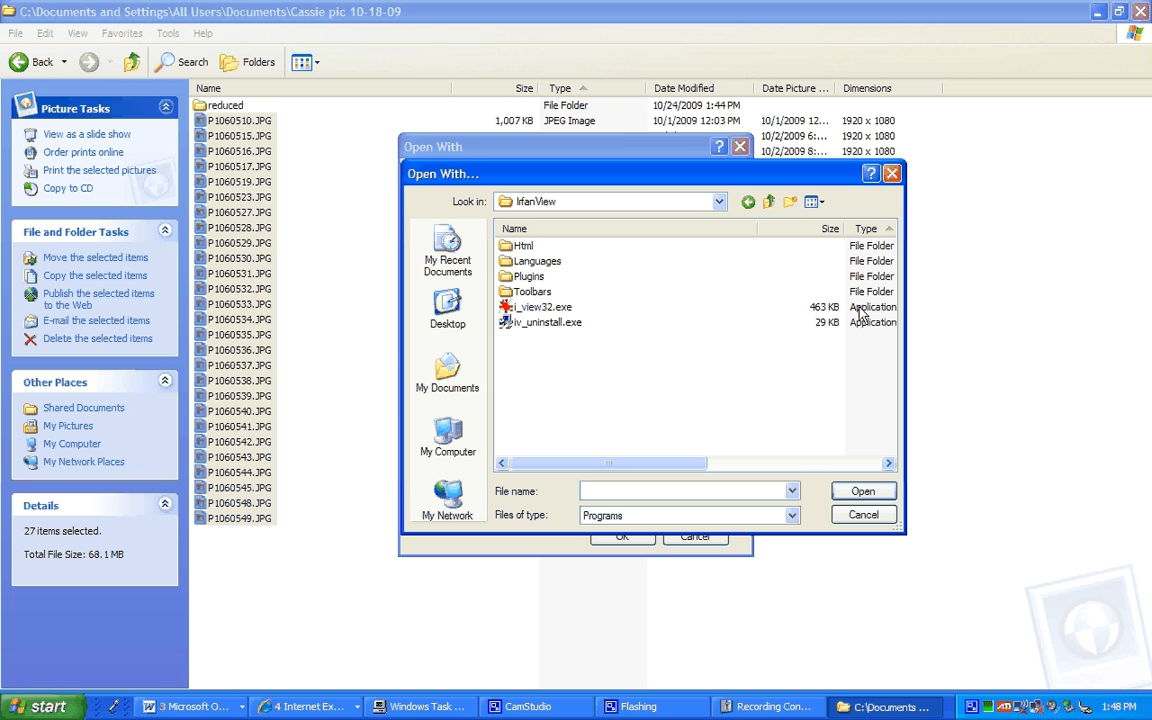 C:\Documents and Settings\All Users\Documents\Cassie pic 10-18-09
File Edit View Favorites Tools Help
Back Search Folders
Name Size Type Date Modified Date Picture ... Dimensions
Picture Tasks
View as a slide show
Order prints online
Print the selected pictures
Copy to CD
File and Folder Tasks
Move the selected items
Copy the selected items
Publish the selected items
to the Web
E-mail the selected items
Delete the selected items
Other Places
Shared Documents
My Pictures
My Computer
My Network Places
Details
27 items selected.
Total File Size: 68.1 MB
reduced File Folder 10/24/2009 1:44 PM
P1060510.JPG 1,007 KB JPEG Image 10/1/2009 12:03 PM 10/1/2009 12:... 1920 x 1080
P1060515.JPG 10/2/2009 6:... 1920 x 1080
P1060516.JPG 10/2/2009 8:... 1920 x 1080
P1060517.JPG
P1060519.JPG
P1060523.JPG
P1060527.JPG
P1060528.JPG
P1060529.JPG
P1060530.JPG
P1060531.JPG
P1060532.JPG
P1060533.JPG
P1060534.JPG
P1060535.JPG
P1060536.JPG
P1060537.JPG
P1060538.JPG
P1060539.JPG
P1060540.JPG
P1060541.JPG
P1060542.JPG
P1060543.JPG
P1060544.JPG
P1060545.JPG
P1060548.JPG
P1060549.JPG
Open With
Open With...
Look in: IrfanView
My Recent
Documents
Desktop
My Documents
My Computer
My Network
Name Size Type
Html File Folder
Languages File Folder
Plugins File Folder
Toolbars File Folder
i_view32.exe 463 KB Application
iv_uninstall.exe 29 KB Application
File name: Open
Files of type: Programs Cancel
OK Cancel
start 3 Microsoft O... 4 Internet Ex... Windows Task ... CamStudio Flashing Recording Con... C:\Documents ... 1:48 PM